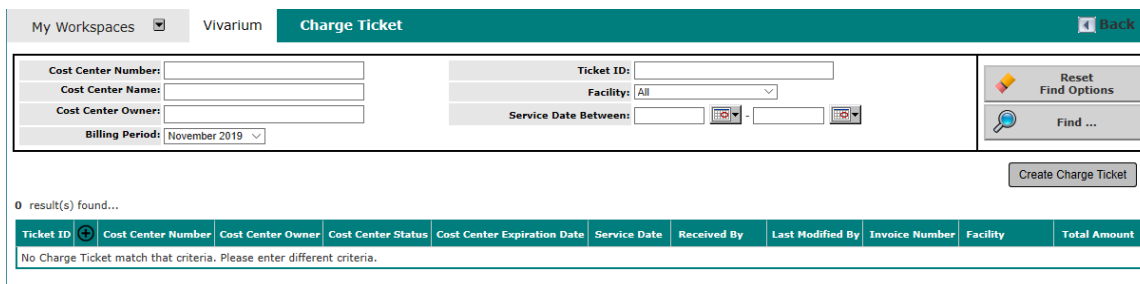 My Workspaces Vivarium Charge Ticket Back
Cost Center Number: Ticket ID:
Cost Center Name: Facility: All
Cost Center Owner: Service Date Between: -
Billing Period: November 2019
Reset
Find Options
Find ...
Create Charge Ticket
0 result(s) found...
Ticket ID Cost Center Number Cost Center Owner Cost Center Status Cost Center Expiration Date Service Date Received By Last Modified By Invoice Number Facility Total Amount
No Charge Ticket match that criteria. Please enter different criteria.